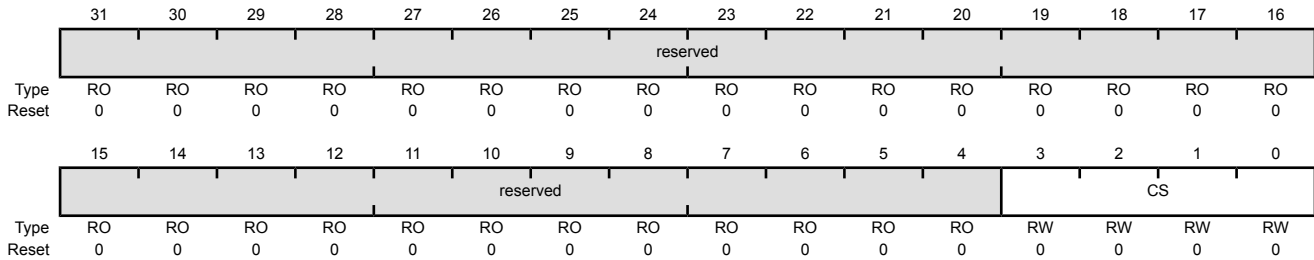 31 30 29 28 27 26 25 24 23 22 21 20 19 18 17 16
reserved
Type RO RO RO RO RO RO RO RO RO RO RO RO RO RO RO RO
Reset 0 0 0 0 0 0 0 0 0 0 0 0 0 0 0 0
15 14 13 12 11 10 9 8 7 6 5 4 3 2 1 0
reserved CS
Type RO RO RO RO RO RO RO RO RO RO RO RO RW RW RW RW
Reset 0 0 0 0 0 0 0 0 0 0 0 0 0 0 0 0